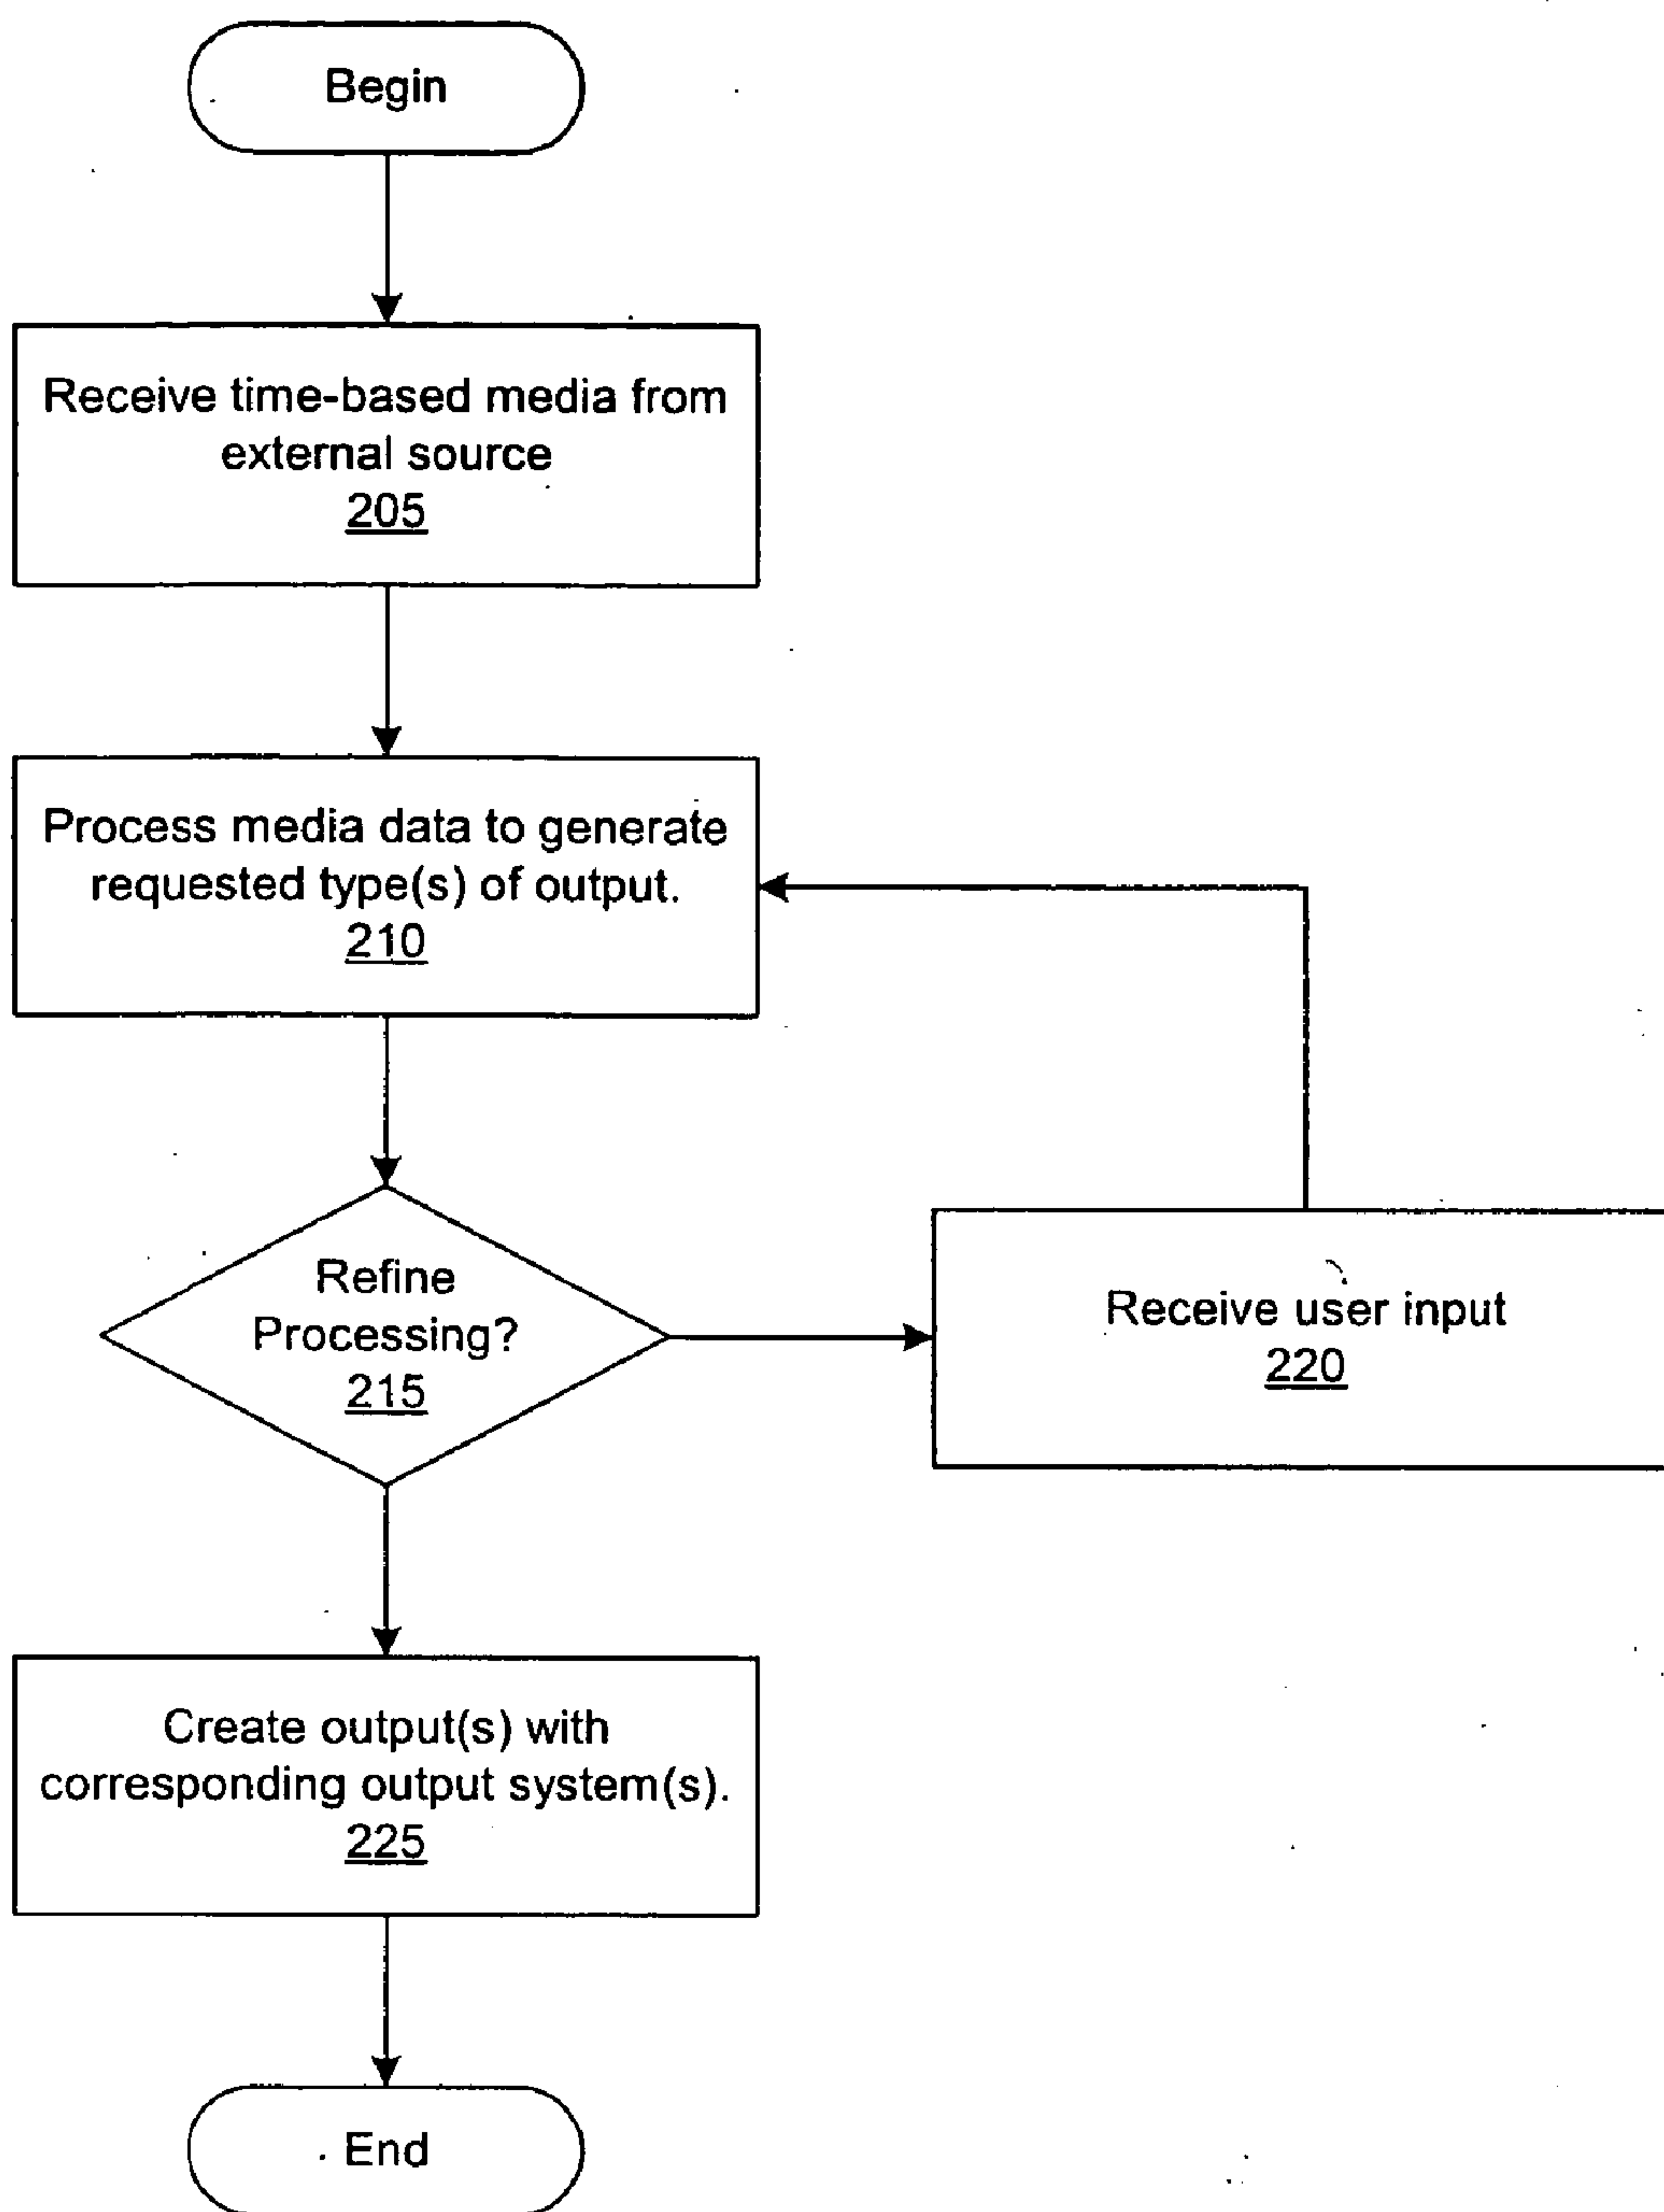 Begin
Receive time-based media from
external source
205
Process media data to generate
requested type(s) of output.
210
Refine
Processing?
215
Receive user input
220
Create output(s) with
corresponding output system(s).
225
End